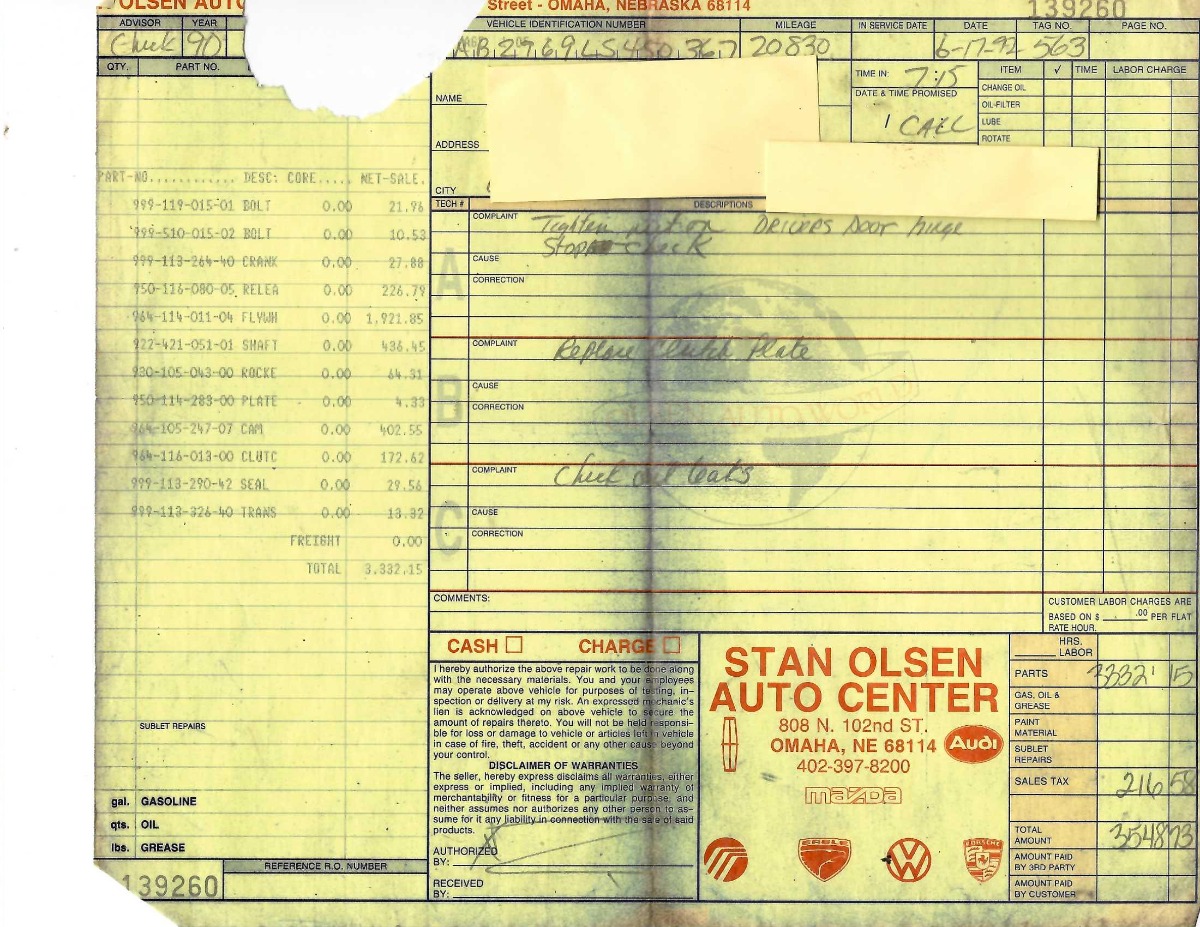 OLSEN AUTO
Street - OMAHA, NEBRASKA 68114
139260
ADVISOR YEAR VEHICLE IDENTIFICATION NUMBER MILEAGE IN SERVICE DATE DATE TAG NO. PAGE NO.
Chuck 90 AB2969LS450367 20830 6-17-92 563
QTY. PART NO.
NAME
ADDRESS
CITY
TIME IN: 7:15
DATE & TIME PROMISED
CALL
ITEM ✓ TIME LABOR CHARGE
CHANGE OIL
OIL-FILTER
LUBE
ROTATE
PART-NO............ DESC: CORE..... NET-SALE.
999-119-015-01 BOLT 0.00 21.96
999-510-015-02 BOLT 0.00 10.53
999-113-264-40 CRANK 0.00 27.88
950-116-080-05 RELEA 0.00 226.79
964-114-011-04 FLYWH 0.00 1,921.85
922-421-051-01 SHAFT 0.00 436.45
930-105-043-00 ROCKE 0.00 64.31
950-114-283-00 PLATE 0.00 4.33
964-105-247-07 CAM 0.00 402.55
964-116-013-00 CLUTC 0.00 172.62
999-113-290-42 SEAL 0.00 29.56
999-113-326-40 TRANS 0.00 13.32
FREIGHT 0.00
TOTAL 3,332.15
SUBLET REPAIRS
gal. GASOLINE
qts. OIL
lbs. GREASE
REFERENCE R.O. NUMBER
139260
TECH # DESCRIPTIONS
A
COMPLAINT Tighten DRIVERS DOOR hinge
Stop check
CAUSE
CORRECTION
B
COMPLAINT Replace Clutch Plate
CAUSE
CORRECTION
OLSEN AUTO WORLD
C
COMPLAINT Check oil leaks
CAUSE
CORRECTION
COMMENTS:
CUSTOMER LABOR CHARGES ARE
BASED ON $ .00 PER FLAT
RATE HOUR.
CASH CHARGE
I hereby authorize the above repair work to be done along
with the necessary materials. You and your employees
may operate above vehicle for purposes of testing, in-
spection or delivery at my risk. An expressed mechanic's
lien is acknowledged on above vehicle to secure the
amount of repairs thereto. You will not be held responsi-
ble for loss or damage to vehicle or articles left in vehicle
in case of fire, theft, accident or any other cause beyond
your control.
DISCLAIMER OF WARRANTIES
The seller, hereby express disclaims all warranties, either
express or implied, including any implied warranty of
merchantability or fitness for a particular purpose, and
neither assumes nor authorizes any other person to as-
sume for it any liability in connection with the sale of said
products.
AUTHORIZED
BY: X
RECEIVED
BY:
STAN OLSEN
AUTO CENTER
808 N. 102nd ST.
OMAHA, NE 68114
402-397-8200
Audi
mazda
EAGLE
PORSCHE
HRS.
LABOR
PARTS 3332 15
GAS, OIL &
GREASE
PAINT
MATERIAL
SUBLET
REPAIRS
SALES TAX 216 58
TOTAL
AMOUNT 3548 73
AMOUNT PAID
BY 3RD PARTY
AMOUNT PAID
BY CUSTOMER